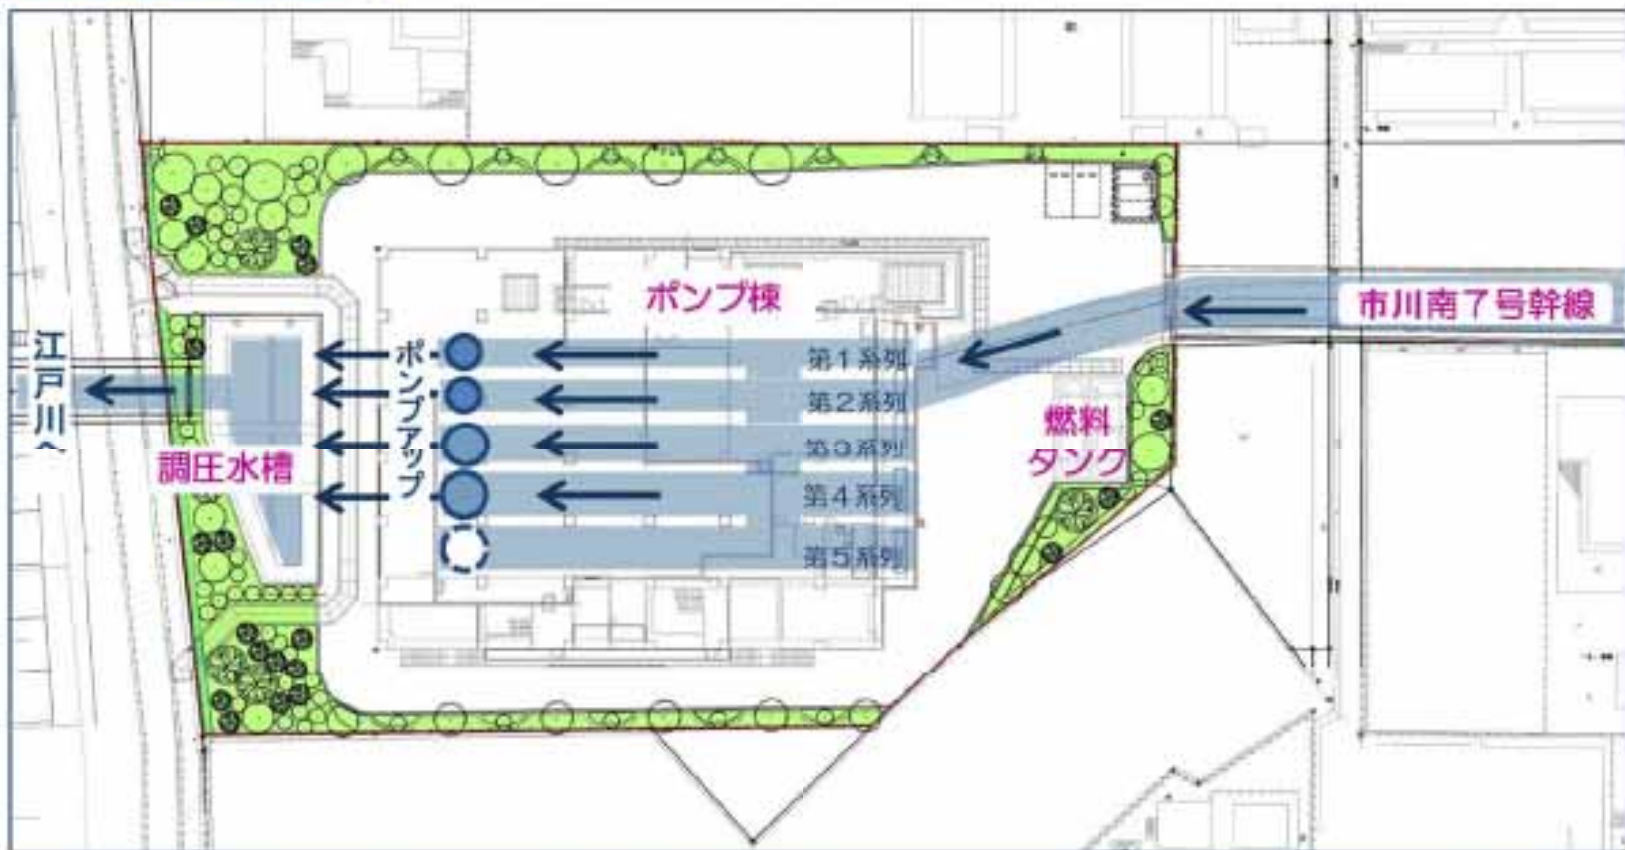 ポンプ棟
市川南7号幹線
江戸川へ
ポンプアップ
第1系列
第2系列
第3系列
第4系列
第5系列
調圧水槽
燃料
タンク